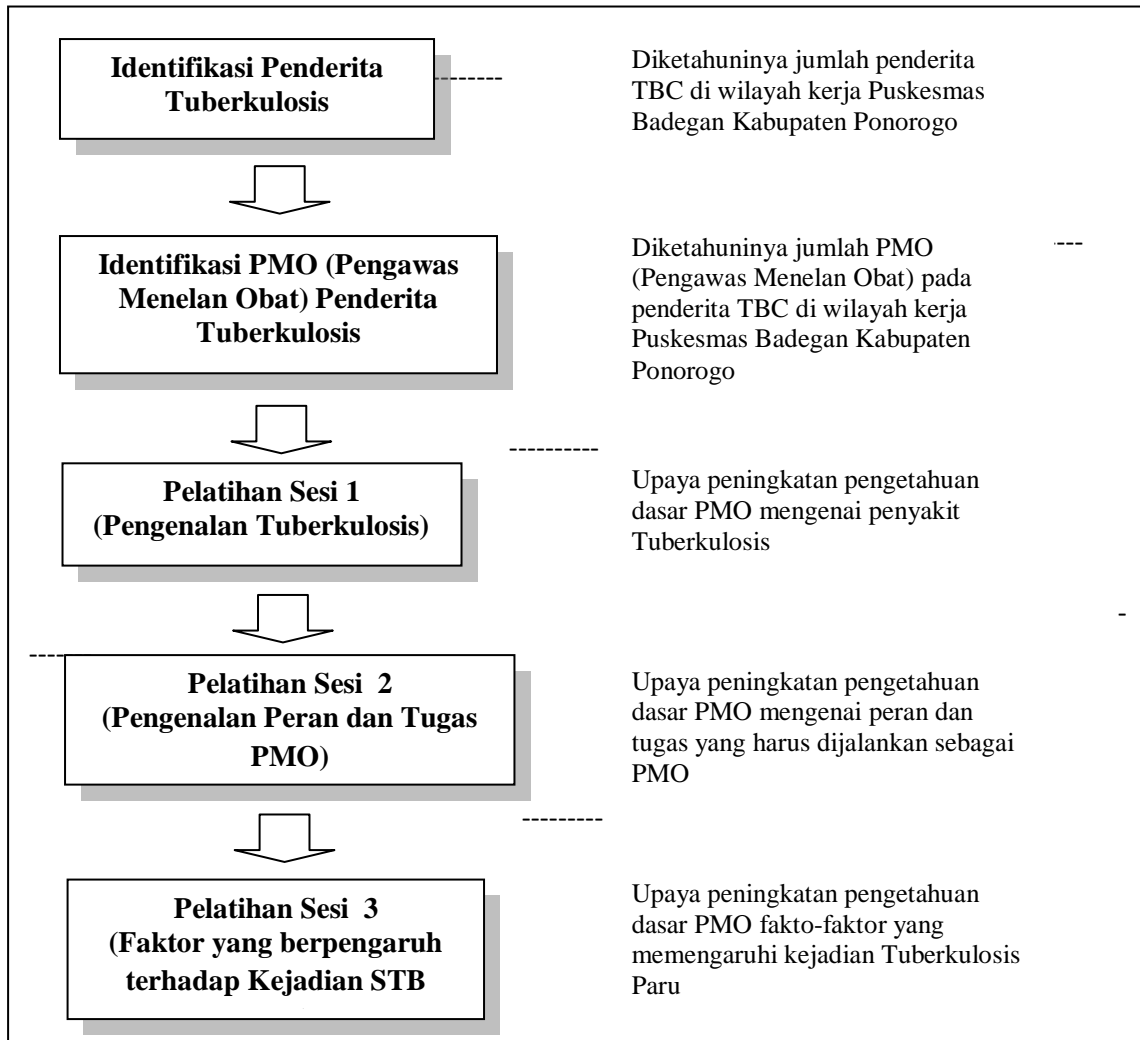 Identifikasi Penderita
Tuberkulosis
Diketahuninya jumlah penderita
TBC di wilayah kerja Puskesmas
Badegan Kabupaten Ponorogo
Identifikasi PMO (Pengawas
Menelan Obat) Penderita
Tuberkulosis
Diketahuninya jumlah PMO
(Pengawas Menelan Obat) pada
penderita TBC di wilayah kerja
Puskesmas Badegan Kabupaten
Ponorogo
Pelatihan Sesi 1
(Pengenalan Tuberkulosis)
Upaya peningkatan pengetahuan
dasar PMO mengenai penyakit
Tuberkulosis
Pelatihan Sesi 2
(Pengenalan Peran dan Tugas
PMO)
Upaya peningkatan pengetahuan
dasar PMO mengenai peran dan
tugas yang harus dijalankan sebagai
PMO
Pelatihan Sesi 3
(Faktor yang berpengaruh
terhadap Kejadian STB
Upaya peningkatan pengetahuan
dasar PMO fakto-faktor yang
memengaruhi kejadian Tuberkulosis
Paru